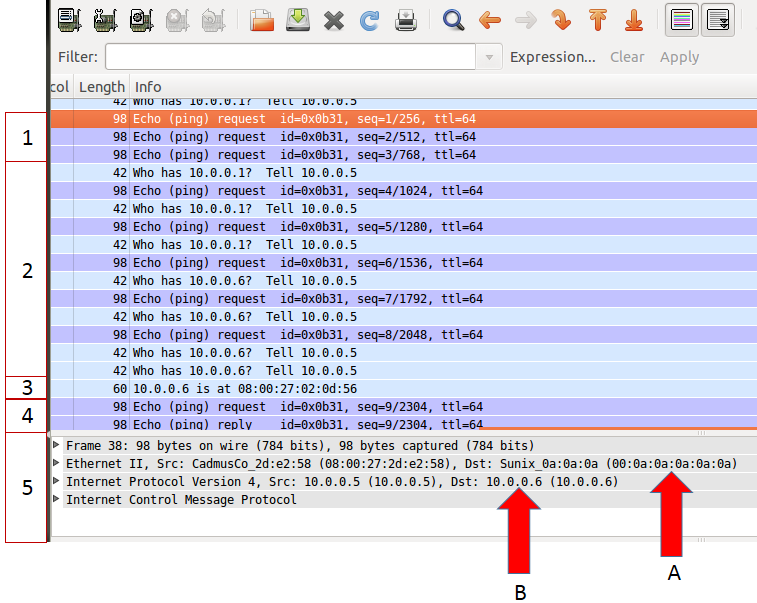 Filter: Expression... Clear Apply
col Length Info
42 Who has 10.0.0.1? Tell 10.0.0.5
98 Echo (ping) request id=0x0b31, seq=1/256, ttl=64
1
98 Echo (ping) request id=0x0b31, seq=2/512, ttl=64
98 Echo (ping) request id=0x0b31, seq=3/768, ttl=64
42 Who has 10.0.0.1? Tell 10.0.0.5
98 Echo (ping) request id=0x0b31, seq=4/1024, ttl=64
42 Who has 10.0.0.1? Tell 10.0.0.5
98 Echo (ping) request id=0x0b31, seq=5/1280, ttl=64
42 Who has 10.0.0.1? Tell 10.0.0.5
98 Echo (ping) request id=0x0b31, seq=6/1536, ttl=64
2
42 Who has 10.0.0.6? Tell 10.0.0.5
98 Echo (ping) request id=0x0b31, seq=7/1792, ttl=64
42 Who has 10.0.0.6? Tell 10.0.0.5
98 Echo (ping) request id=0x0b31, seq=8/2048, ttl=64
42 Who has 10.0.0.6? Tell 10.0.0.5
42 Who has 10.0.0.6? Tell 10.0.0.5
3
60 10.0.0.6 is at 08:00:27:02:0d:56
98 Echo (ping) request id=0x0b31, seq=9/2304, ttl=64
4
98 Echo (ping) reply id=0x0b31, seq=9/2304, ttl=64
Frame 38: 98 bytes on wire (784 bits), 98 bytes captured (784 bits)
Ethernet II, Src: CadmusCo_2d:e2:58 (08:00:27:2d:e2:58), Dst: Sunix_0a:0a:0a (00:0a:0a:0a:0a:0a)
5
Internet Protocol Version 4, Src: 10.0.0.5 (10.0.0.5), Dst: 10.0.0.6 (10.0.0.6)
Internet Control Message Protocol
A
B